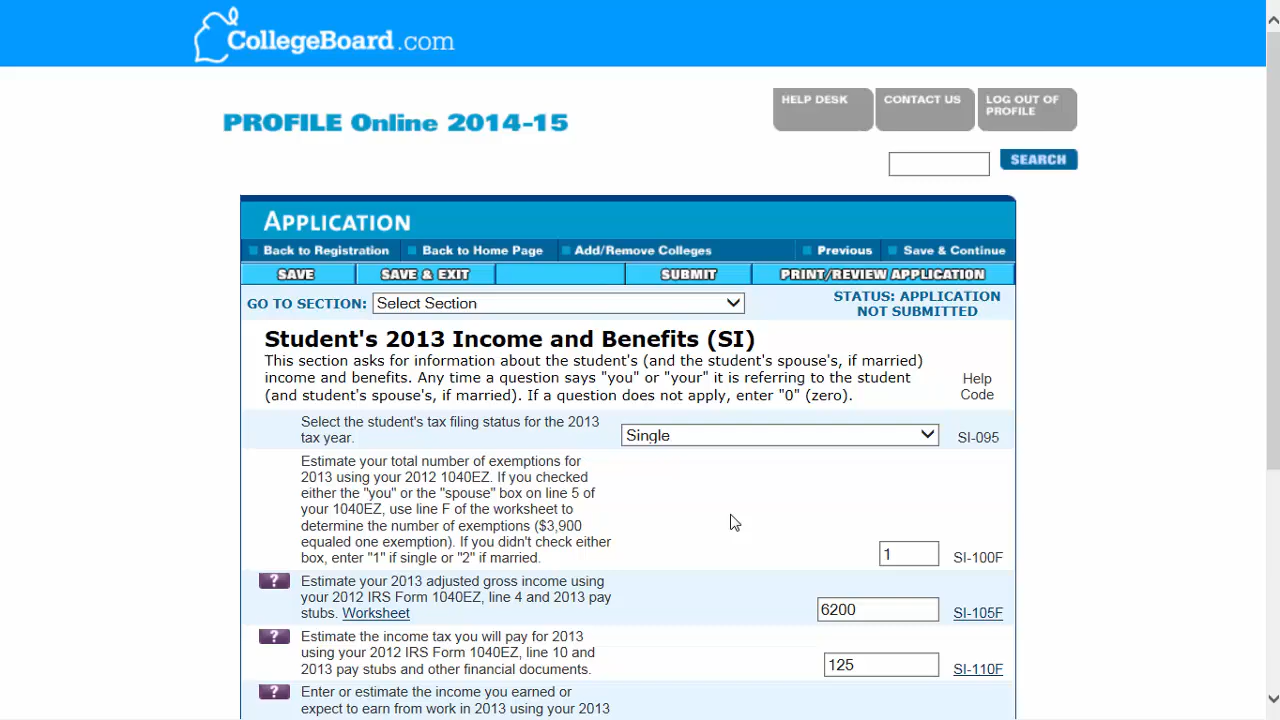 CollegeBoard.com
PROFILE Online 2014-15
HELP DESK
CONTACT US
LOG OUT OF
PROFILE
SEARCH
APPLICATION
Back to Registration
Back to Home Page
Add/Remove Colleges
Previous
Save & Continue
SAVE
SAVE & EXIT
SUBMIT
PRINT/REVIEW APPLICATION
GO TO SECTION:
Select Section
STATUS: APPLICATION
NOT SUBMITTED
Student's 2013 Income and Benefits (SI)
This section asks for information about the student's (and the student's spouse's, if married)
income and benefits. Any time a question says "you" or "your" it is referring to the student
(and student's spouse's, if married). If a question does not apply, enter "0" (zero).
Help
Code
Select the student's tax filing status for the 2013
tax year.
Single
SI-095
Estimate your total number of exemptions for
2013 using your 2012 1040EZ. If you checked
either the "you" or the "spouse" box on line 5 of
your 1040EZ, use line F of the worksheet to
determine the number of exemptions ($3,900
equaled one exemption). If you didn't check either
box, enter "1" if single or "2" if married.
1
SI-100F
?
Estimate your 2013 adjusted gross income using
your 2012 IRS Form 1040EZ, line 4 and 2013 pay
stubs. Worksheet
6200
SI-105F
?
Estimate the income tax you will pay for 2013
using your 2012 IRS Form 1040EZ, line 10 and
2013 pay stubs and other financial documents.
125
SI-110F
?
Enter or estimate the income you earned or
expect to earn from work in 2013 using your 2013